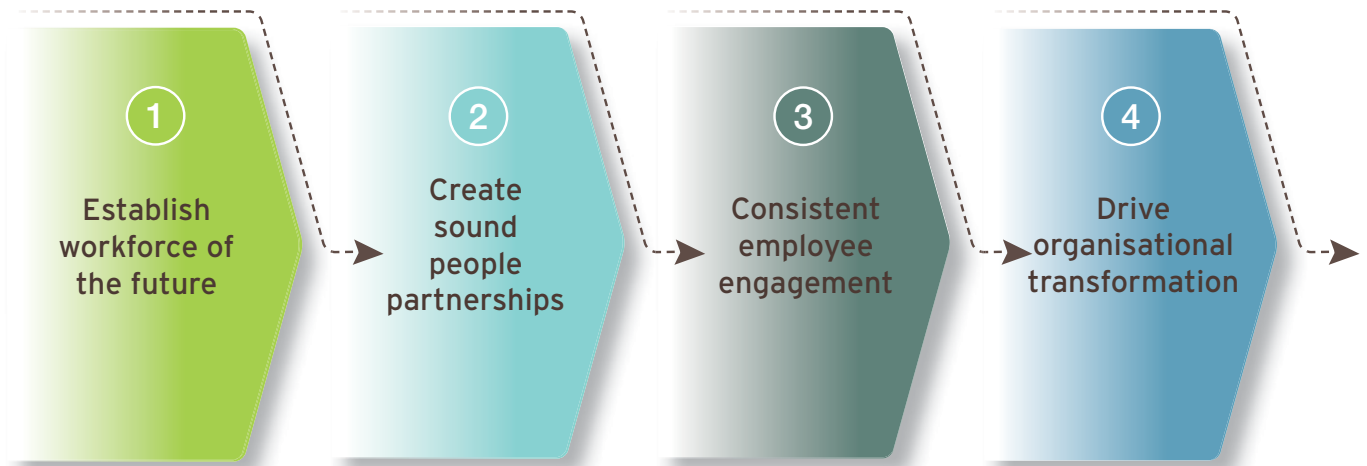 1
Establish
workforce of
the future
2
Create
sound
people
partnerships
3
Consistent
employee
engagement
4
Drive
organisational
transformation